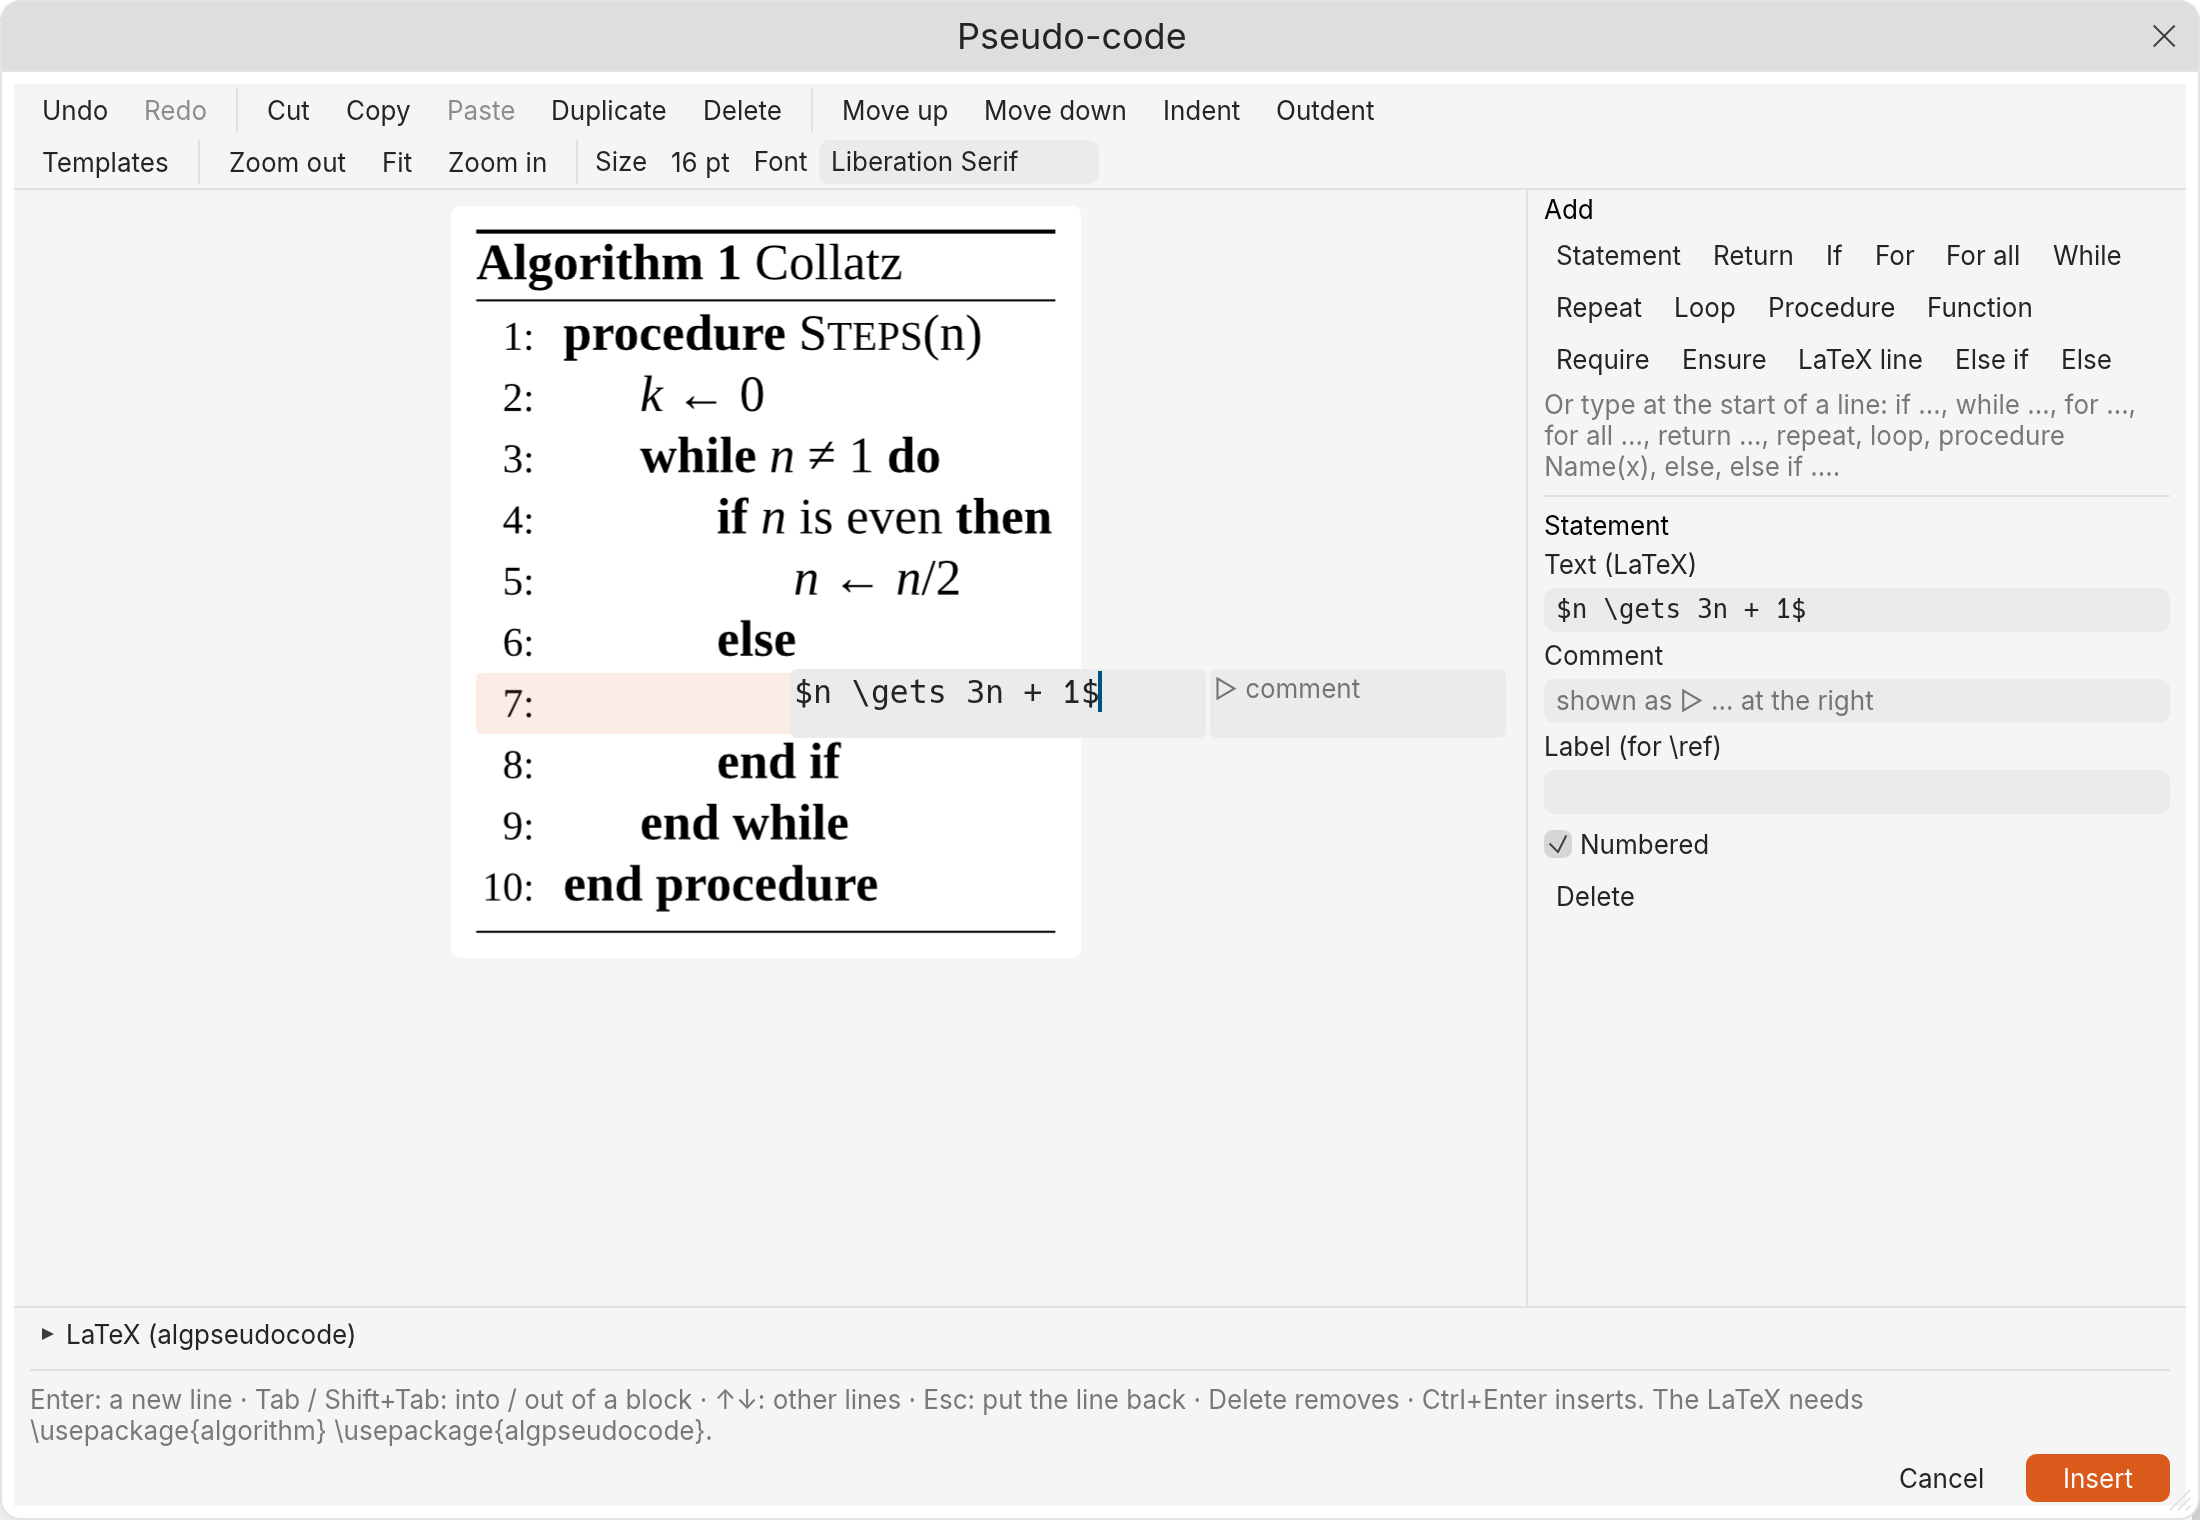 Pseudo-code
Undo Redo Cut Copy Paste Duplicate Delete Move up Move down Indent Outdent
Templates Zoom out Fit Zoom in Size 16 pt Font Liberation Serif
Algorithm 1 Collatz
1: procedure STEPS(n)
2: k ← 0
3: while n ≠ 1 do
4: if n is even then
5: n ← n/2
6: else
7: $n \gets 3n + 1$ ▷ comment
8: end if
9: end while
10: end procedure
Add
Statement Return If For For all While
Repeat Loop Procedure Function
Require Ensure LaTeX line Else if Else
Or type at the start of a line: if …, while …, for …,
for all …, return …, repeat, loop, procedure
Name(x), else, else if ….
Statement
Text (LaTeX)
$n \gets 3n + 1$
Comment
shown as ▷ … at the right
Label (for \ref)
Numbered
Delete
LaTeX (algpseudocode)
Enter: a new line · Tab / Shift+Tab: into / out of a block · ↑↓: other lines · Esc: put the line back · Delete removes · Ctrl+Enter inserts. The LaTeX needs
\usepackage{algorithm} \usepackage{algpseudocode}.
Cancel Insert